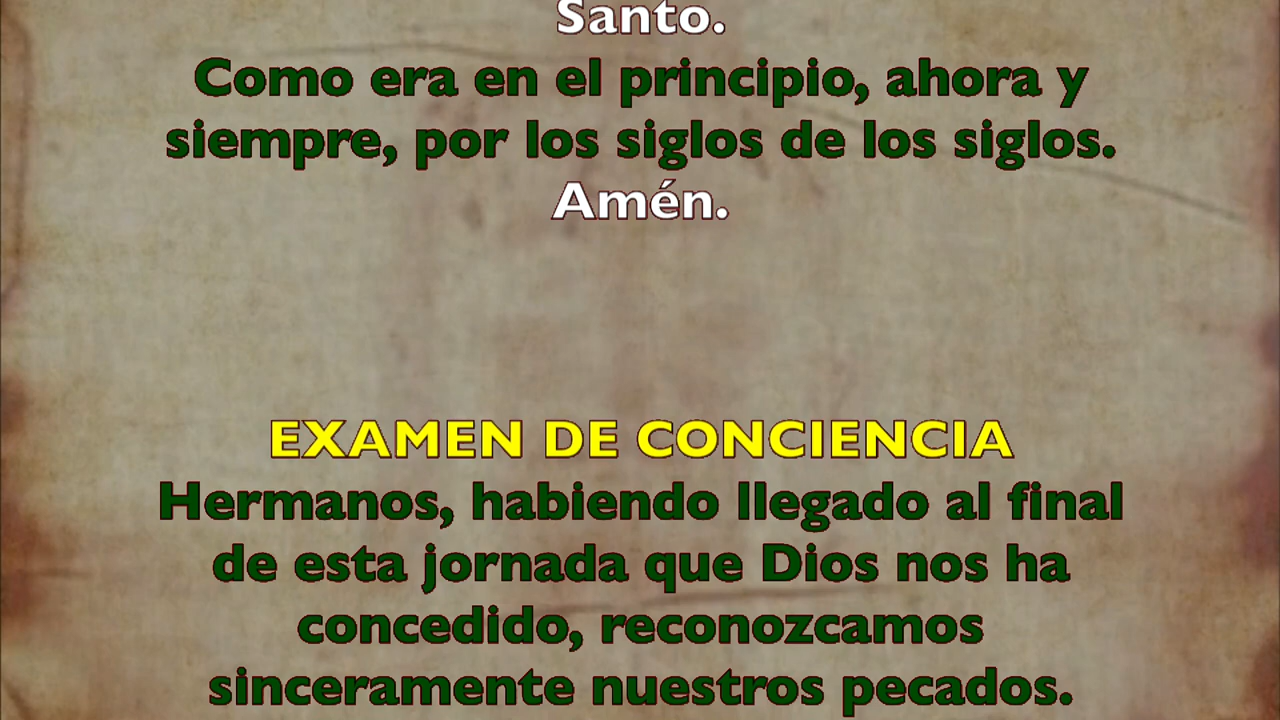 Santo.
Como era en el principio, ahora y
siempre, por los siglos de los siglos.
Amén.
EXAMEN DE CONCIENCIA
Hermanos, habiendo llegado al final
de esta jornada que Dios nos ha
concedido, reconozcamos
sinceramente nuestros pecados.